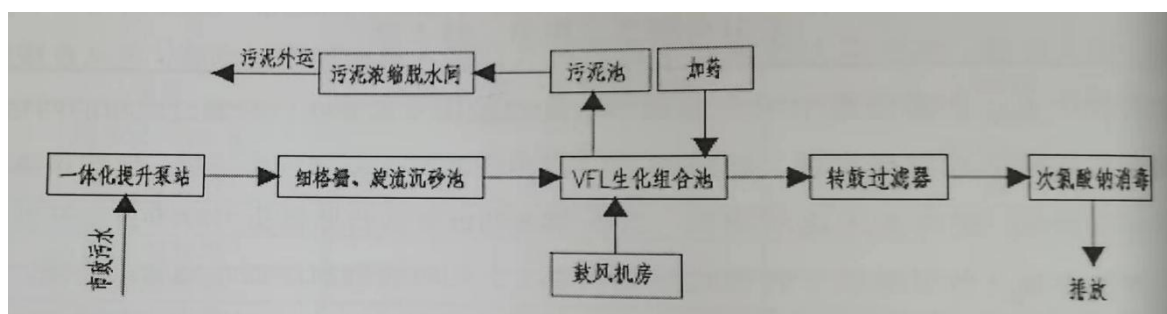 污泥外运
污泥浓缩脱水间
污泥池
加药
一体化提升泵站
细格栅、旋流沉砂池
VFL生化组合池
转鼓过滤器
次氯酸钠消毒
市政污水
鼓风机房
排放